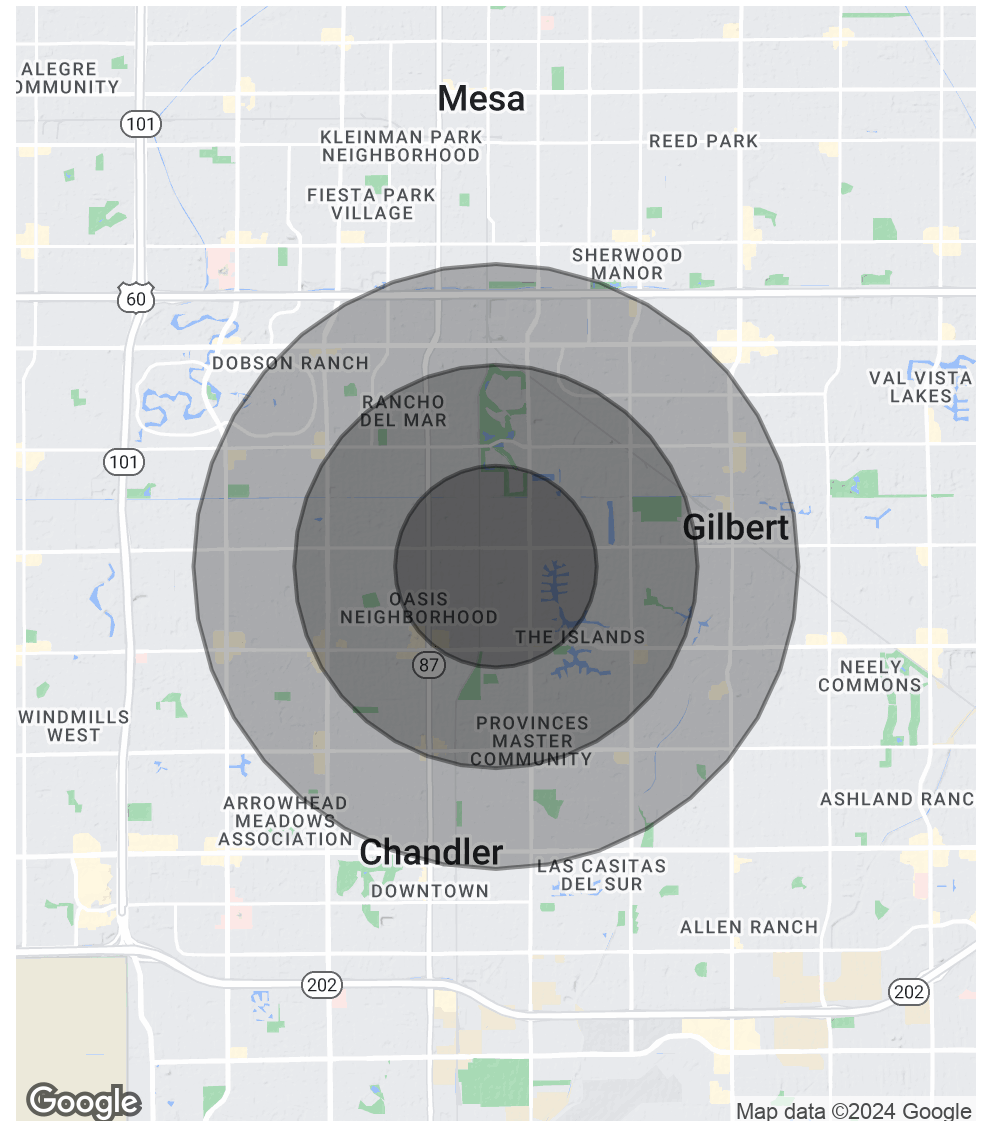 ALEGRE
OMMUNITY
Mesa
101
KLEINMAN PARK
NEIGHBORHOOD
REED PARK
FIESTA PARK
VILLAGE
SHERWOOD
MANOR
60
DOBSON RANCH
VAL VISTA
LAKES
RANCHO
DEL MAR
101
Gilbert
OASIS
NEIGHBORHOOD
THE ISLANDS
87
NEELY
COMMONS
WINDMILLS
WEST
PROVINCES
MASTER
COMMUNITY
ARROWHEAD
MEADOWS
ASSOCIATION
ASHLAND RANC
Chandler
DOWNTOWN
LAS CASITAS
DEL SUR
ALLEN RANCH
202
202
Google
Map data ©2024 Google